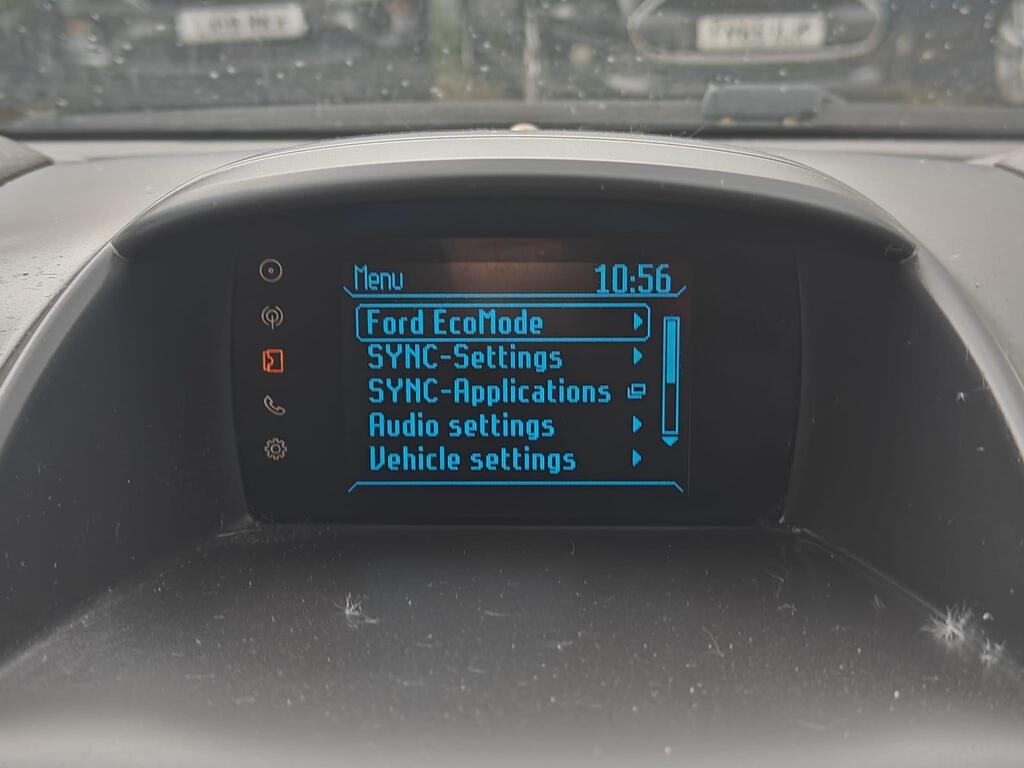 Menu 10:56
Ford EcoMode
SYNC-Settings
SYNC-Applications
Audio settings
Vehicle settings